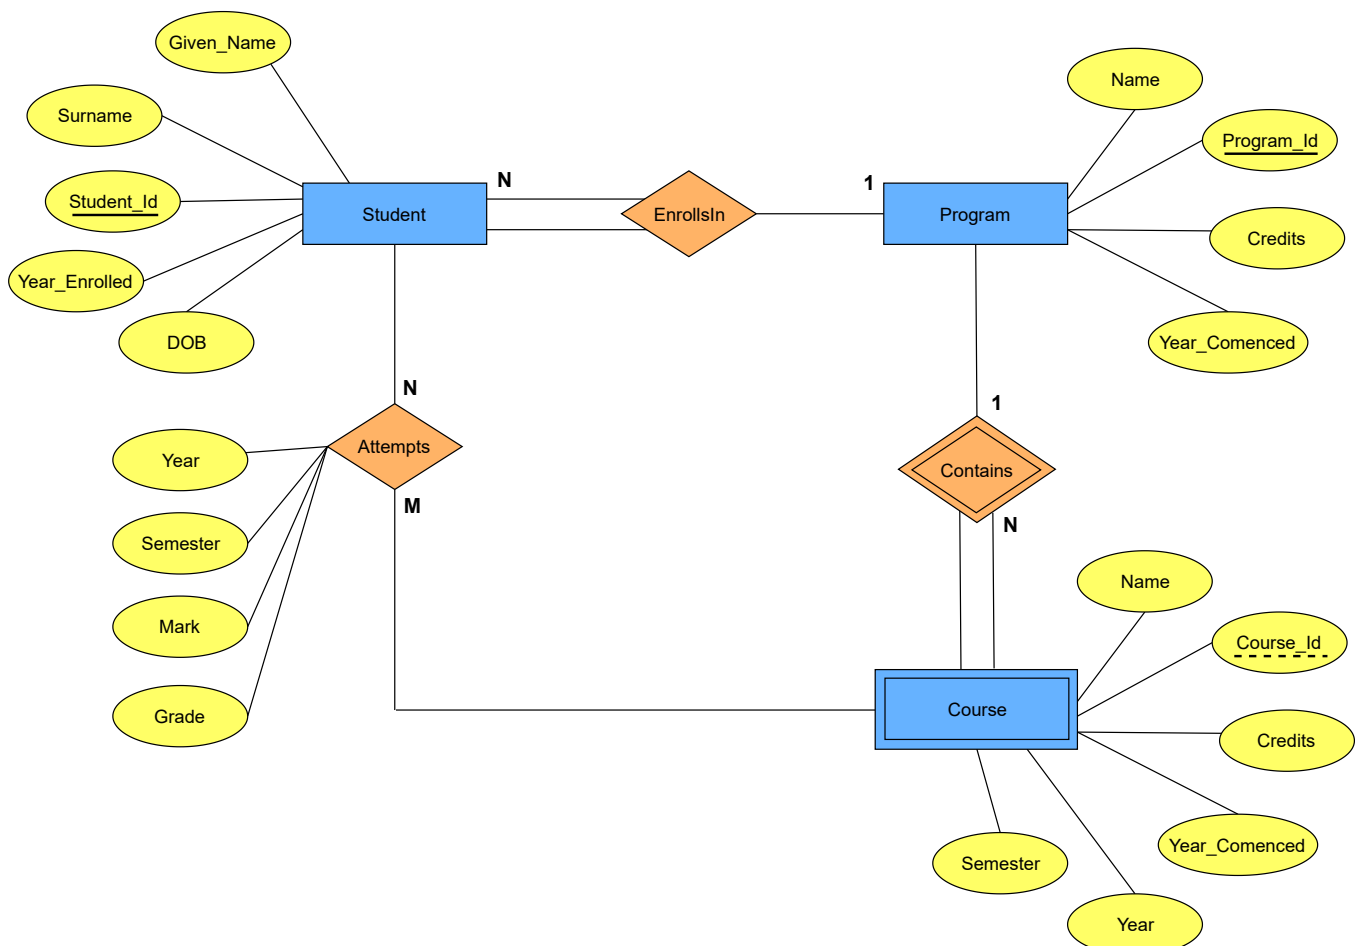 Given_Name
Name
Surname
Program_Id
N
1
Student_Id
Student
EnrollsIn
Program
Credits
Year_Enrolled
DOB
Year_Comenced
N
1
Year
Attempts
Contains
M
N
Semester
Name
Mark
Course_Id
Grade
Course
Credits
Year_Comenced
Semester
Year